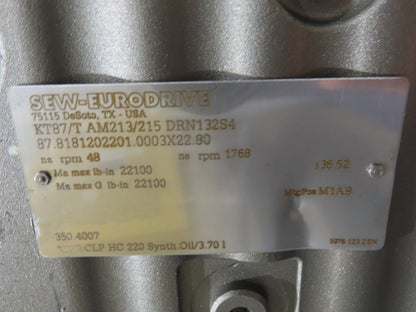 SEW-EURODRIVE
75115 DeSoto, TX - USA
KT87/T AM213/215 DRN132S4
87.8181202201.0003X22.80
na rpm 48 ne rpm 1768 i 36.52
Ma max lb-in 22100
Ma max G lb-in 22100 MtgPos M1AB
350.4007
CLP HC 220 Synth.Oil/3.70 l